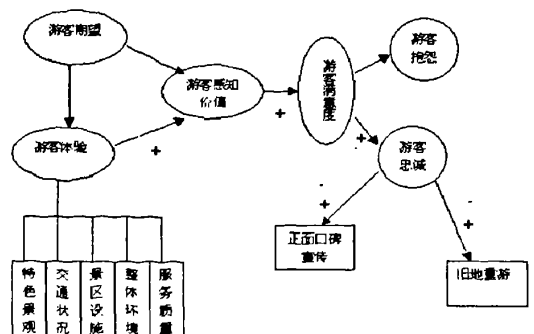 游客期望
游客感知
价值
游客满意度
游客
抱怨
游客体验
+
+
+
游客
忠诚
-
+
-
+
正面口碑
宣传
旧地重游
特色景观
交通状况
景区设施
整体环境
服务质量